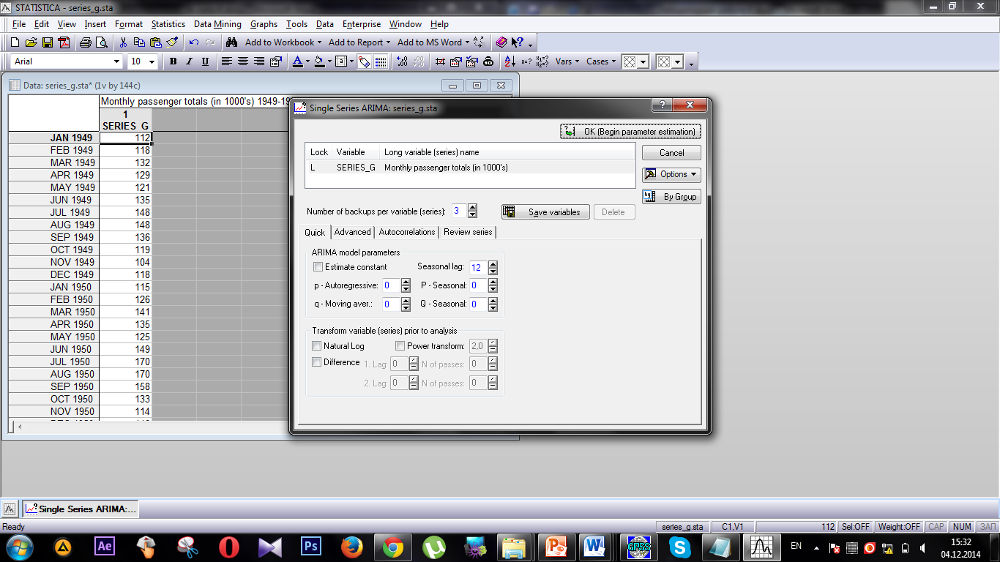 STATISTICA - series_g.sta
File Edit View Insert Format Statistics Data Mining Graphs Tools Data Enterprise Window Help
Add to Workbook Add to Report Add to MS Word
Arial 10 B I U Vars Cases
Data: series_g.sta* (1v by 144c)
Monthly passenger totals (in 1000's) 1949-19
1
SERIES_G
JAN 1949 112
FEB 1949 118
MAR 1949 132
APR 1949 129
MAY 1949 121
JUN 1949 135
JUL 1949 148
AUG 1949 148
SEP 1949 136
OCT 1949 119
NOV 1949 104
DEC 1949 118
JAN 1950 115
FEB 1950 126
MAR 1950 141
APR 1950 135
MAY 1950 125
JUN 1950 149
JUL 1950 170
AUG 1950 170
SEP 1950 158
OCT 1950 133
NOV 1950 114
Single Series ARIMA: series_g.sta
OK (Begin parameter estimation)
Lock Variable Long variable (series) name
L SERIES_G Monthly passenger totals (in 1000's)
Cancel
Options
By Group
Number of backups per variable (series): 3 Save variables Delete
Quick Advanced Autocorrelations Review series
ARIMA model parameters
Estimate constant Seasonal lag: 12
p - Autoregressive: 0 P - Seasonal: 0
q - Moving aver.: 0 Q - Seasonal: 0
Transform variable (series) prior to analysis
Natural Log Power transform: 2,0
Difference 1. Lag: 0 N of passes: 0
2. Lag: 0 N of passes: 0
Single Series ARIMA:...
Ready series_g.sta C1,V1 112 Sel:OFF Weight:OFF CAP NUM ЗАП
Ae Ps GPSS EN 15:32
04.12.2014